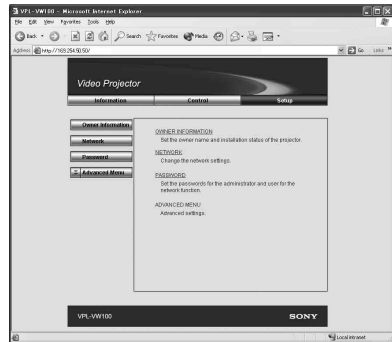 VPL-VW100 - Microsoft Internet Explorer
File Edit View Favorites Tools Help
Back Search Favorites Media
Address http://169.254.50.50/ Go Links
Video Projector
Information Control Setup
Owner Information
Network
Password
Advanced Menu
OWNER INFORMATION
Set the owner name and installation status of the projector.
NETWORK
Change the network settings.
PASSWORD
Set the passwords for the administrator and user for the
network function.
ADVANCED MENU
Advanced settings.
VPL-VW100 SONY
Local intranet